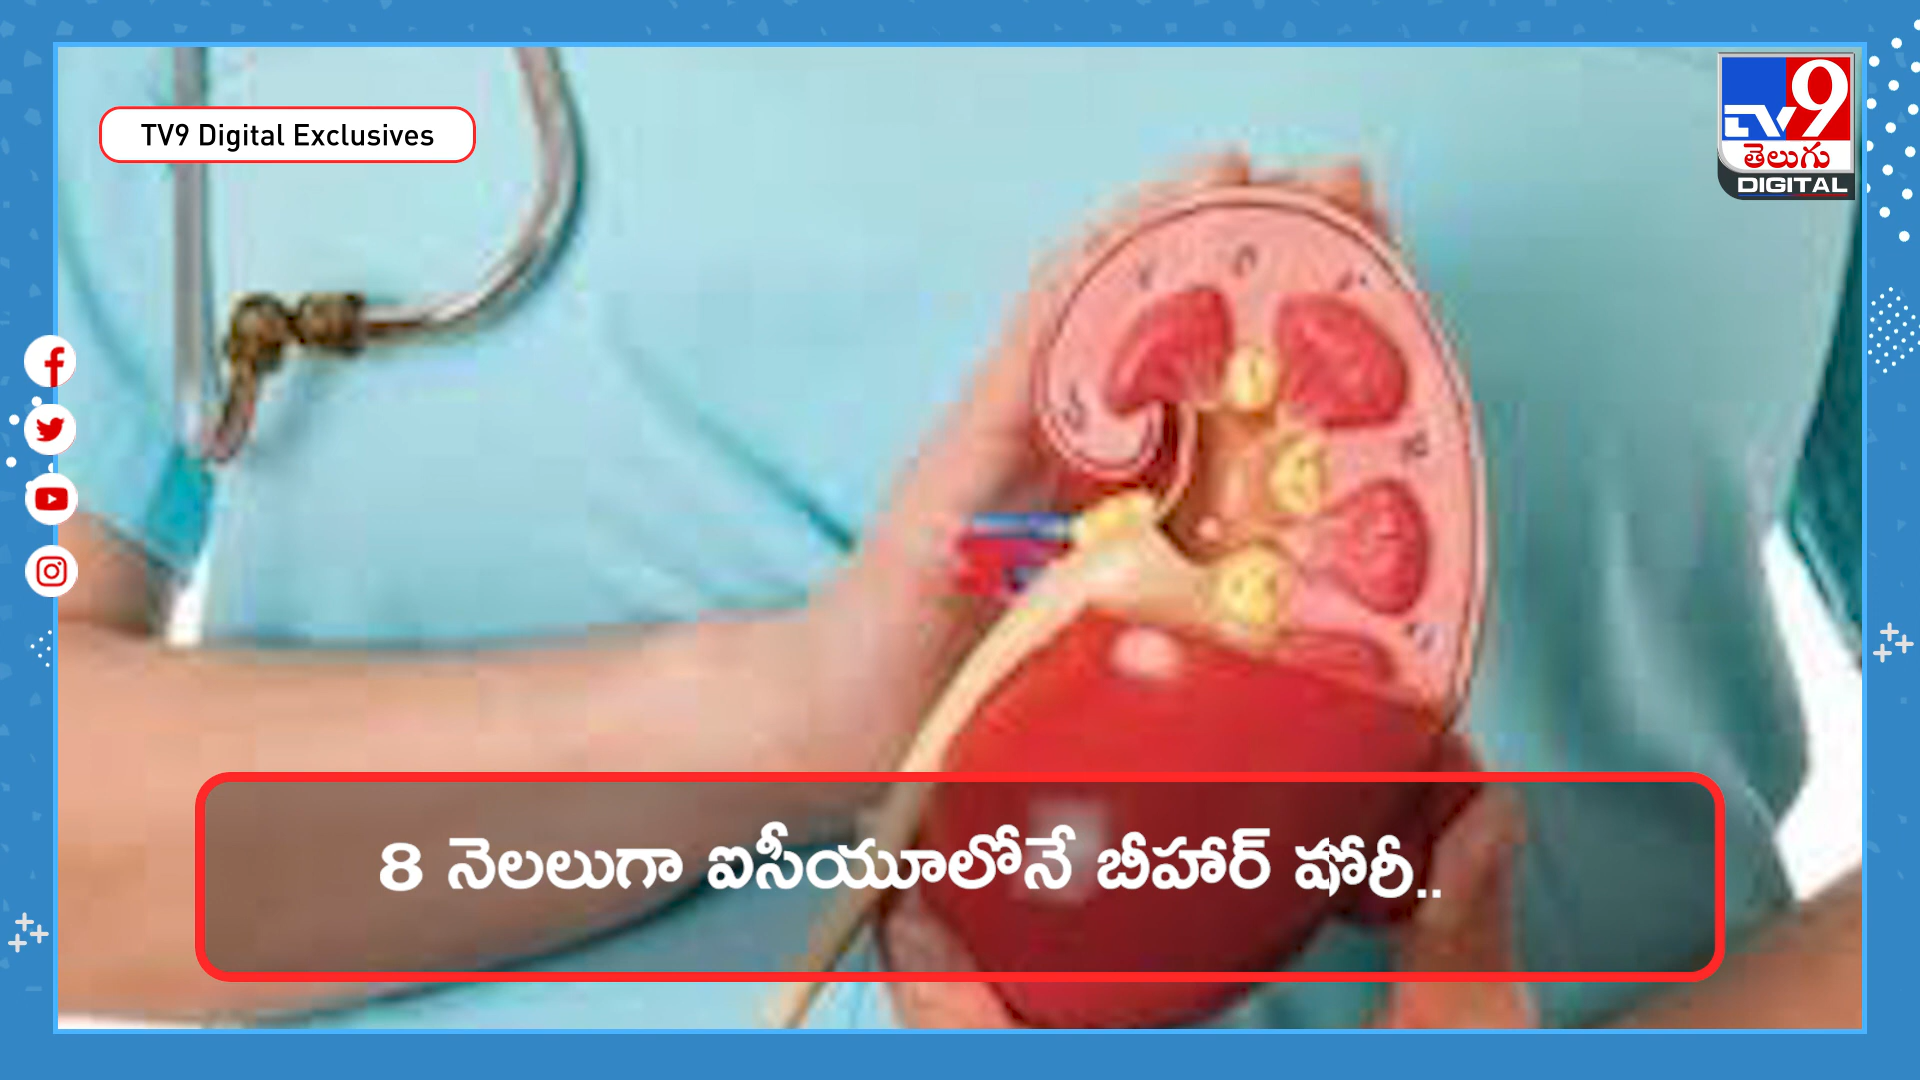 TV9 Digital Exclusives
TV9
తెలుగు
DIGITAL
8 నెలలుగా ఐసీయూలోనే బీహార్ షోరీ..